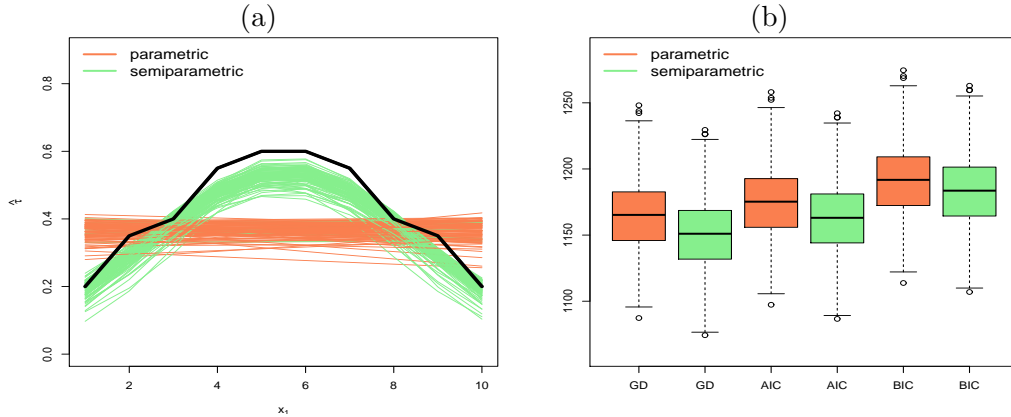 (a)
parametric
semiparametric
0.8
0.6
0.4
0.2
0.0
τ̂
2
4
6
8
10
x₁
(b)
parametric
semiparametric
1250
1200
1150
1100
GD
GD
AIC
AIC
BIC
BIC